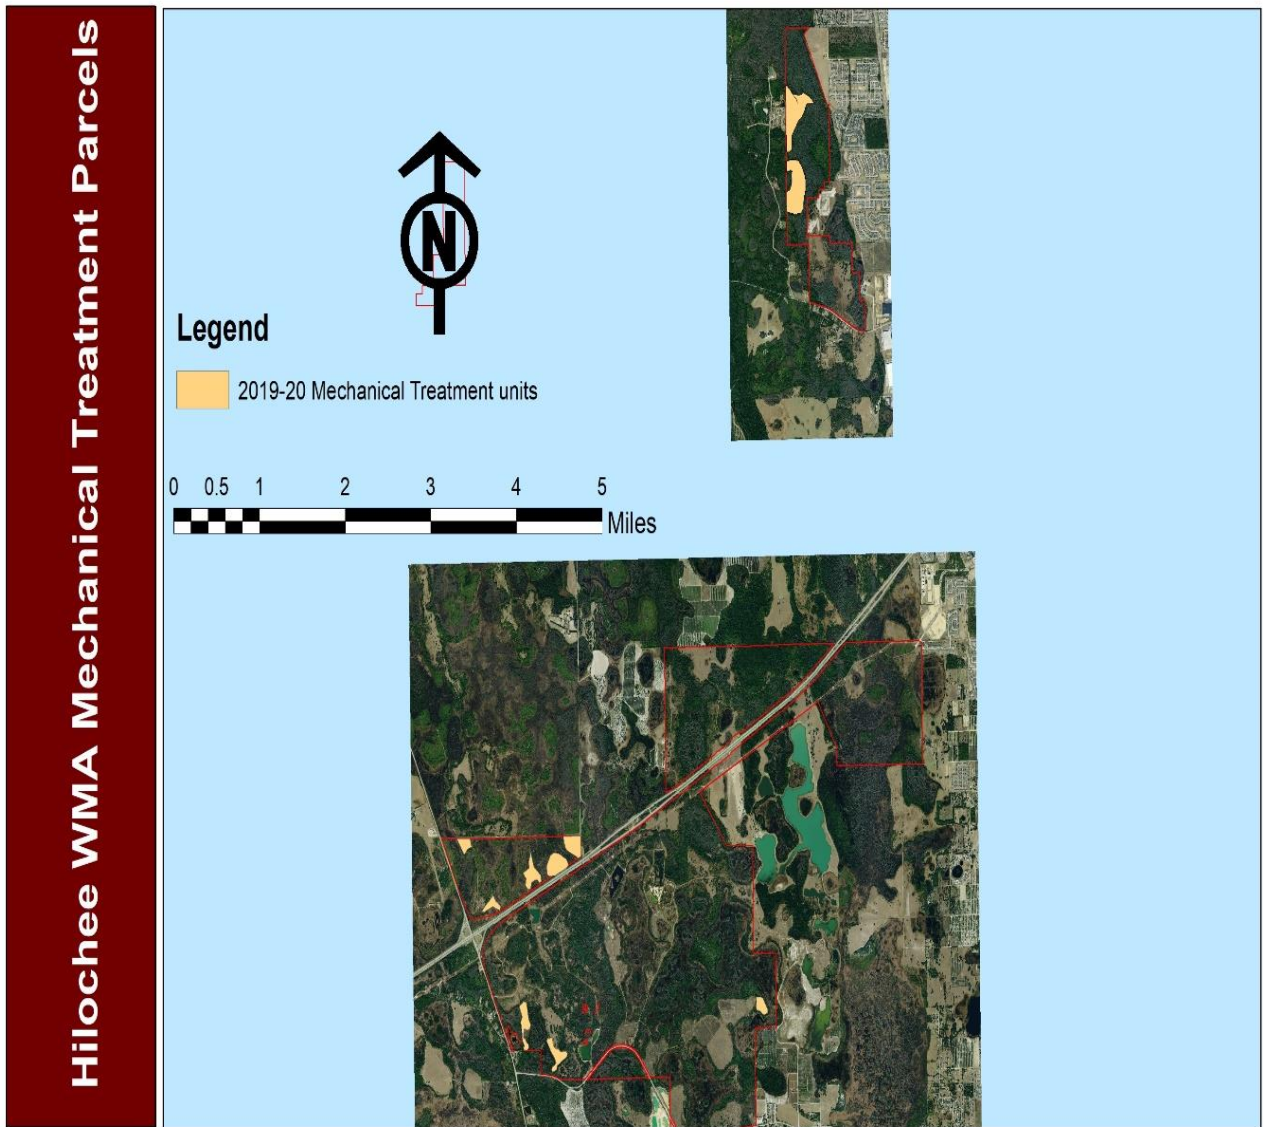 Hilochee WMA Mechanical Treatment Parcels
N
Legend
2019-20 Mechanical Treatment units
0 0.5 1 2 3 4 5
Miles